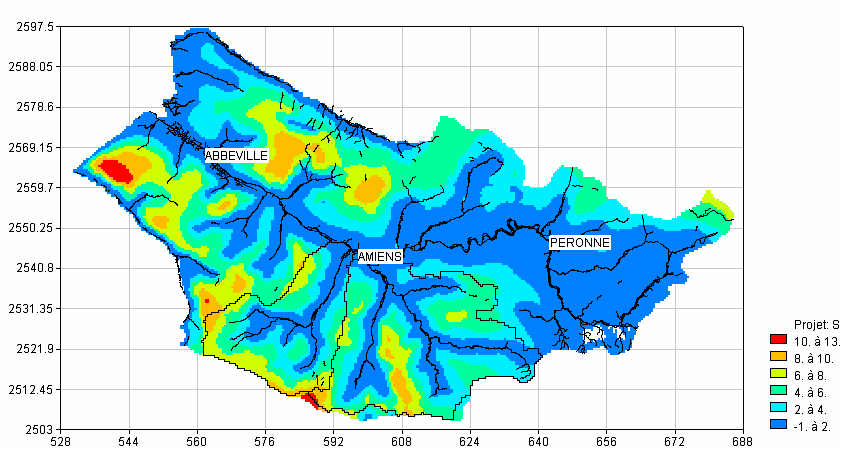 2597.5
2588.05
2578.6
2569.15
2559.7
2550.25
2540.8
2531.35
2521.9
2512.45
2503
ABBEVILLE
AMIENS
PERONNE
528 544 560 576 592 608 624 640 656 672 688
Projet: S
10. à 13.
8. à 10.
6. à 8.
4. à 6.
2. à 4.
-1. à 2.